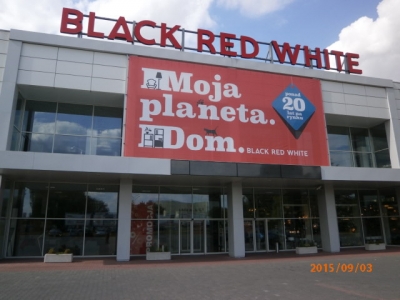 BLACK RED WHITE
Moja
planeta.
Dom.
BLACK RED WHITE
ponad
20
lat na
rynku
2015/09/03